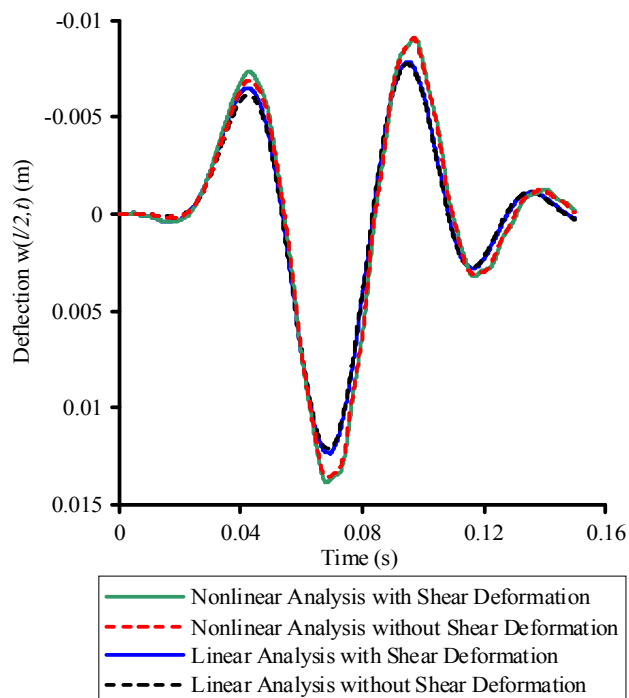 -0.01
-0.005
0
0.005
0.01
0.015
Deflection w(l/2,t) (m)
0 0.04 0.08 0.12 0.16
Time (s)
Nonlinear Analysis with Shear Deformation
Nonlinear Analysis without Shear Deformation
Linear Analysis with Shear Deformation
Linear Analysis without Shear Deformation